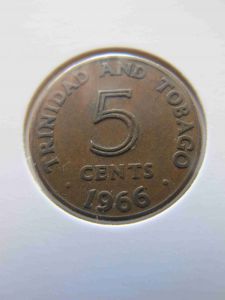 TRINIDAD AND TOBAGO
5
CENTS
1966